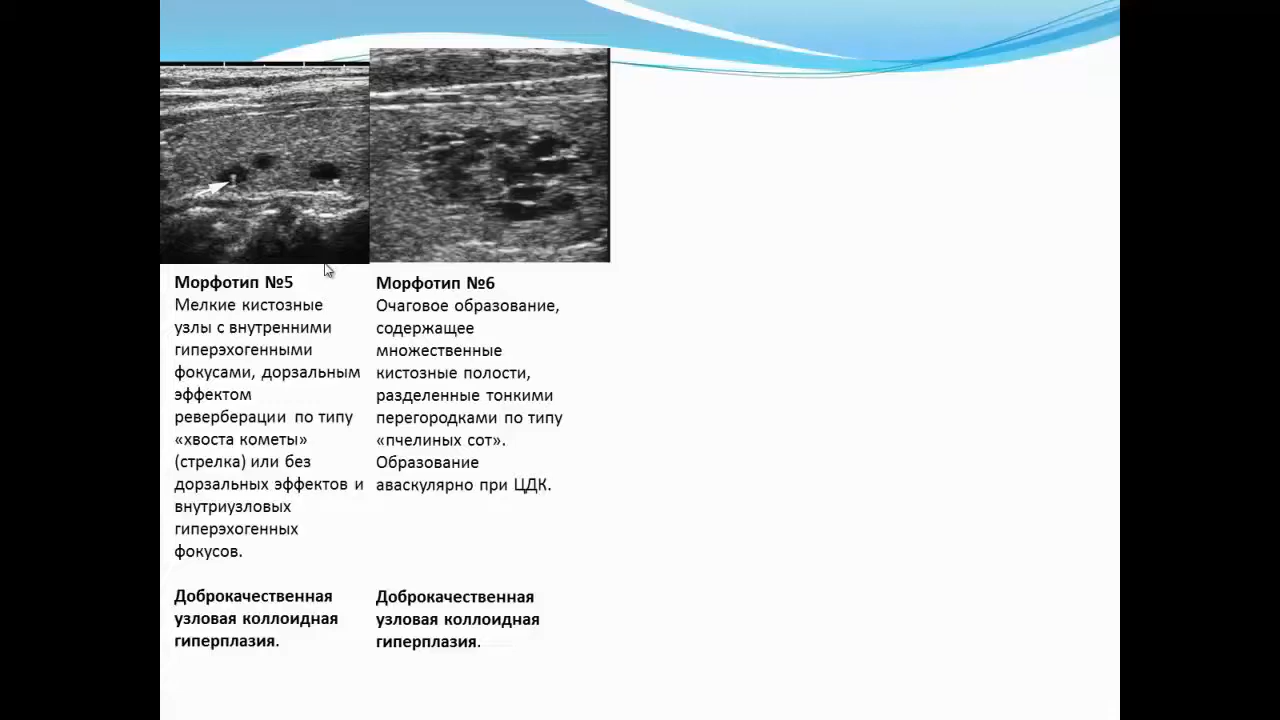 Морфотип №5
Мелкие кистозные
узлы с внутренними
гиперэхогенными
фокусами, дорзальным
эффектом
реверберации по типу
«хвоста кометы»
(стрелка) или без
дорзальных эффектов и
внутриузловых
гиперэхогенных
фокусов.
Доброкачественная
узловая коллоидная
гиперплазия.
Морфотип №6
Очаговое образование,
содержащее
множественные
кистозные полости,
разделенные тонкими
перегородками по типу
«пчелиных сот».
Образование
аваскулярно при ЦДК.
Доброкачественная
узловая коллоидная
гиперплазия.